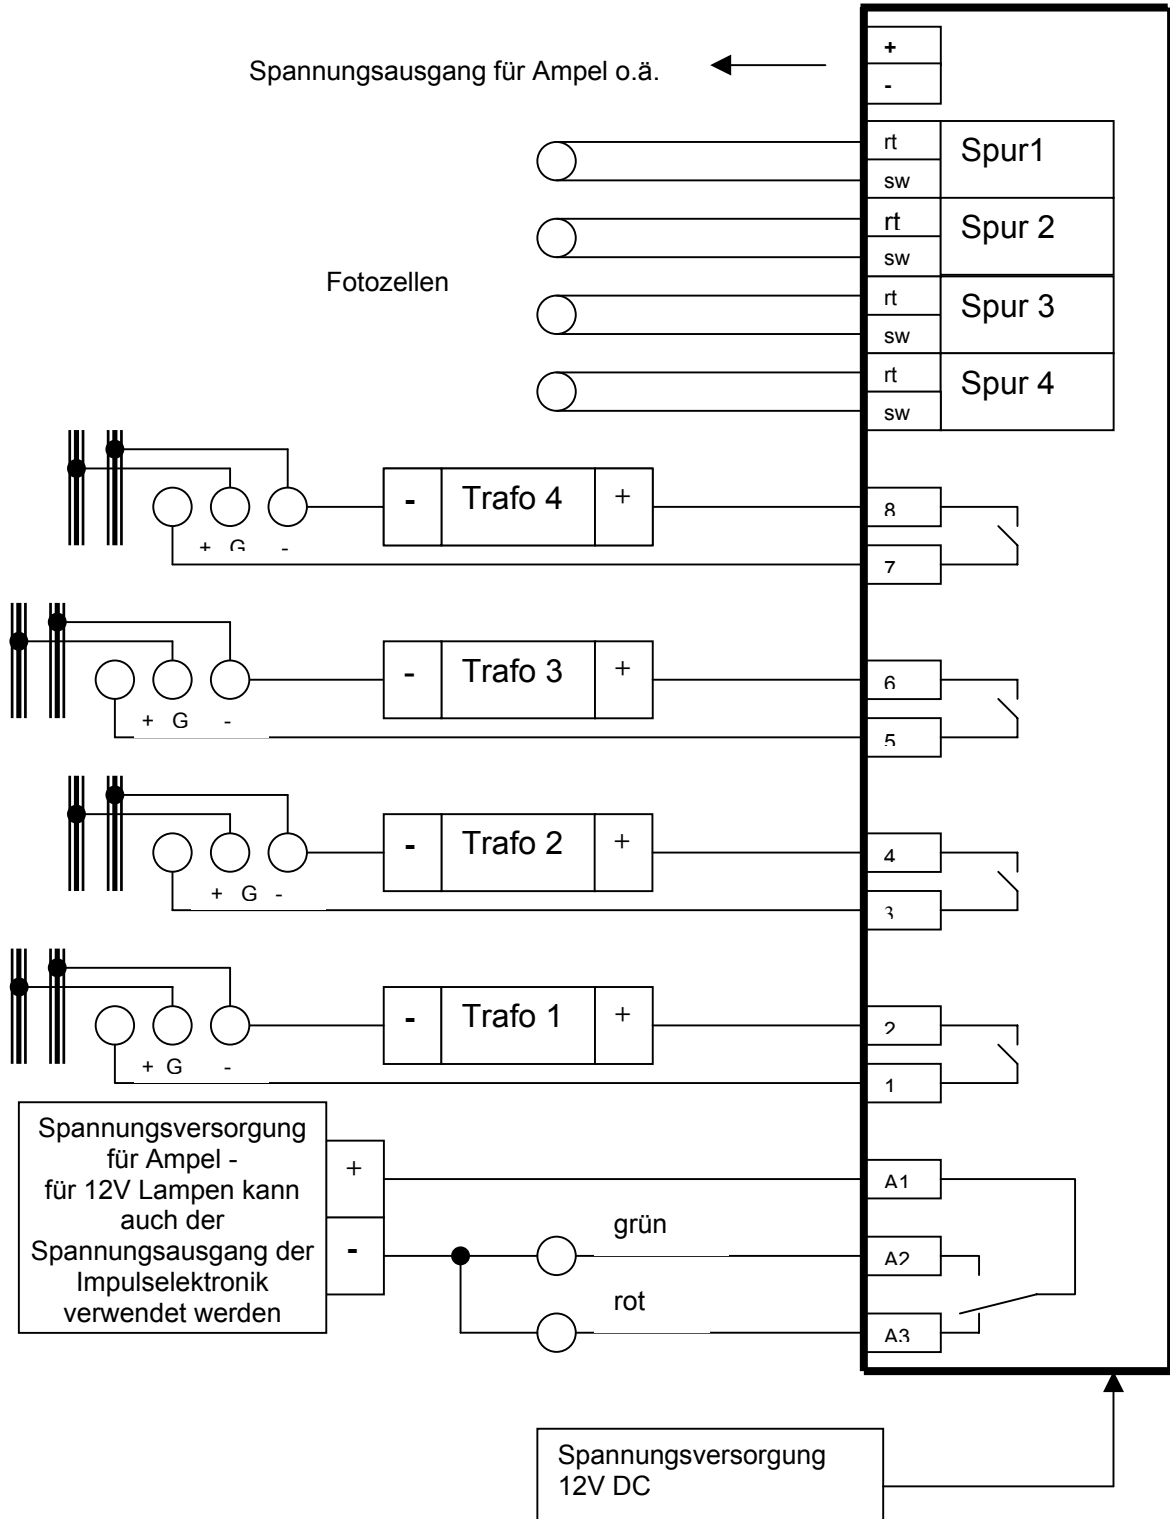 +
Spannungsausgang für Ampel o.ä.
-
rt
Spur1
sw
rt
Spur 2
sw
Fotozellen
rt
Spur 3
sw
rt
Spur 4
sw
- Trafo 4 +
8
+ G -
7
- Trafo 3 +
6
+ G -
5
- Trafo 2 +
4
+ G -
3
- Trafo 1 +
2
+ G -
1
Spannungsversorgung
für Ampel -
für 12V Lampen kann
auch der
Spannungsausgang der
Impulselektronik
verwendet werden
+
-
A1
grün
A2
rot
A3
Spannungsversorgung
12V DC